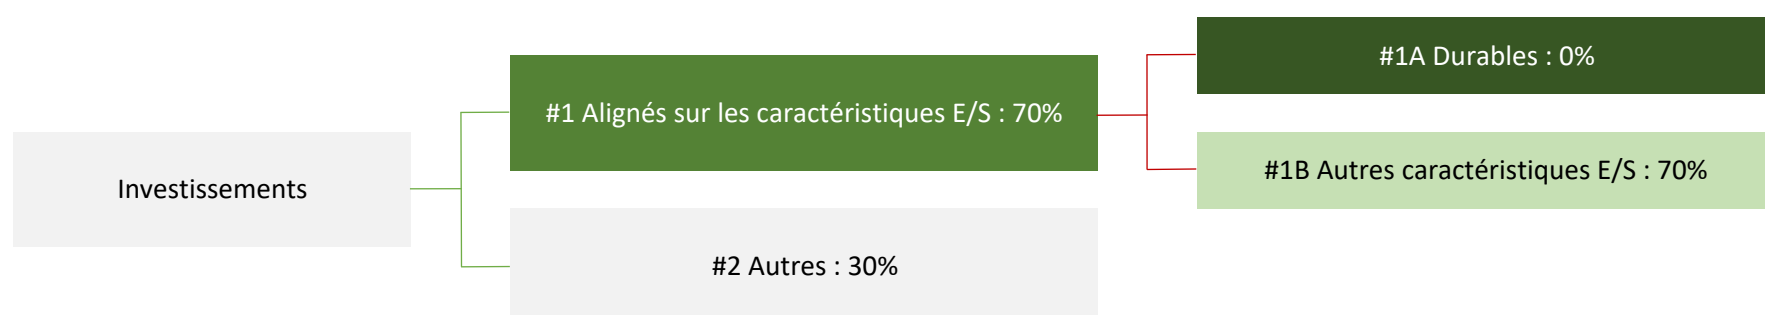 Investissements
#1 Alignés sur les caractéristiques E/S : 70%
#2 Autres : 30%
#1A Durables : 0%
#1B Autres caractéristiques E/S : 70%